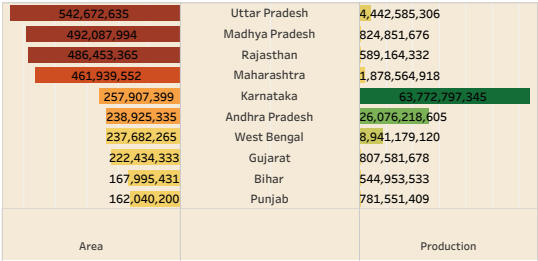 542,672,635 Uttar Pradesh 4,442,585,306
492,087,994 Madhya Pradesh 824,851,676
486,453,365 Rajasthan 589,164,332
461,939,552 Maharashtra 1,878,564,918
257,907,399 Karnataka 63,772,797,345
238,925,335 Andhra Pradesh 26,076,218,605
237,682,265 West Bengal 8,941,179,120
222,434,333 Gujarat 807,581,678
167,995,431 Bihar 544,953,533
162,040,200 Punjab 781,551,409
Area Production